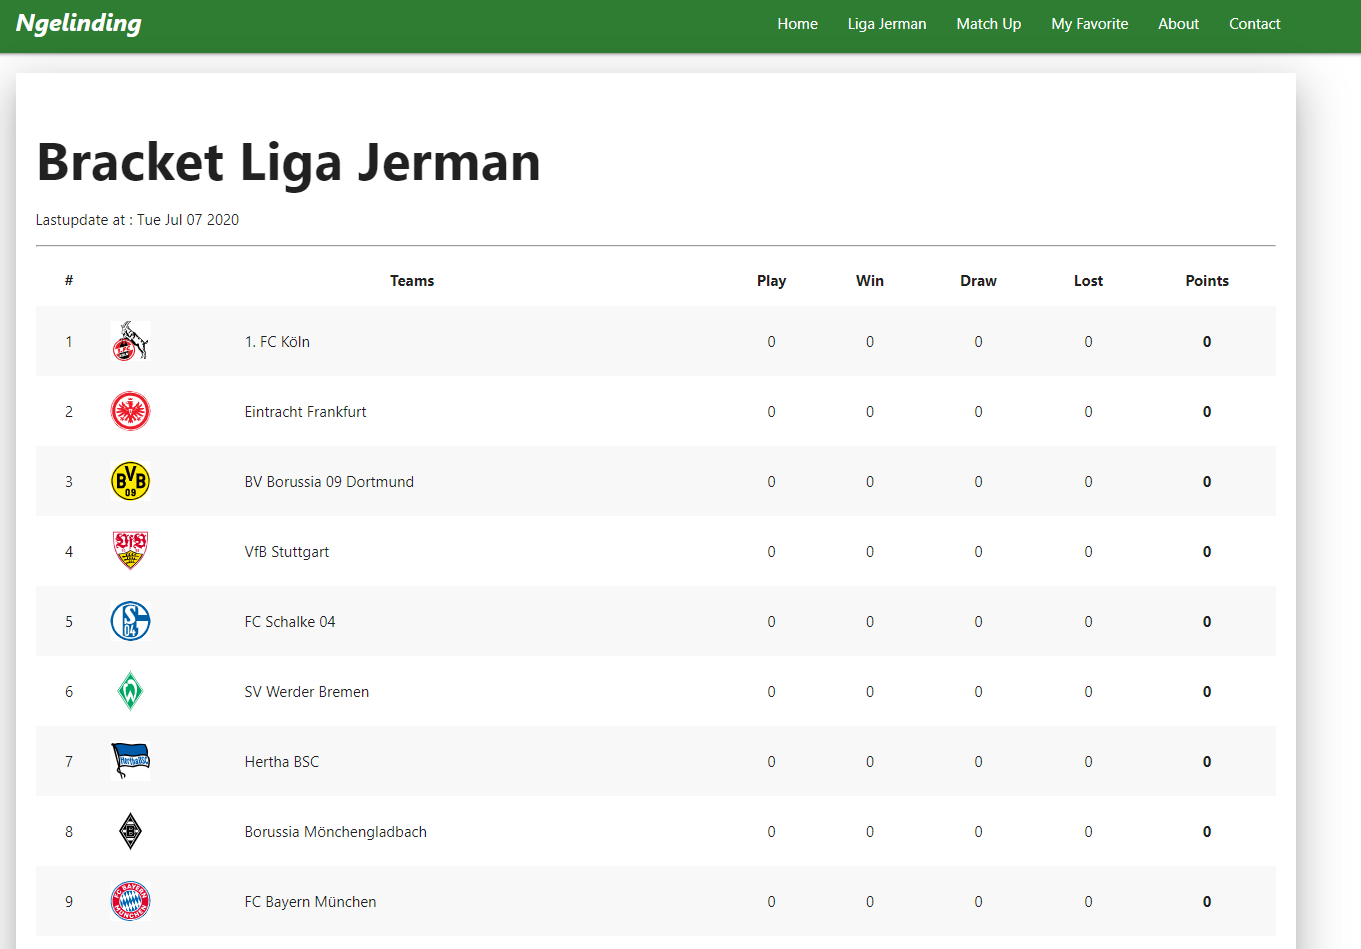 Ngelinding Home Liga Jerman Match Up My Favorite About Contact
Bracket Liga Jerman
Lastupdate at : Tue Jul 07 2020
# Teams Play Win Draw Lost Points
1 1. FC Köln 0 0 0 0 0
2 Eintracht Frankfurt 0 0 0 0 0
3 BVB 09 BV Borussia 09 Dortmund 0 0 0 0 0
4 VfB VfB Stuttgart 0 0 0 0 0
5 S 04 FC Schalke 04 0 0 0 0 0
6 W SV Werder Bremen 0 0 0 0 0
7 HerthaBSC Hertha BSC 0 0 0 0 0
8 B Borussia Mönchengladbach 0 0 0 0 0
9 FC BAYERN MÜNCHEN FC Bayern München 0 0 0 0 0